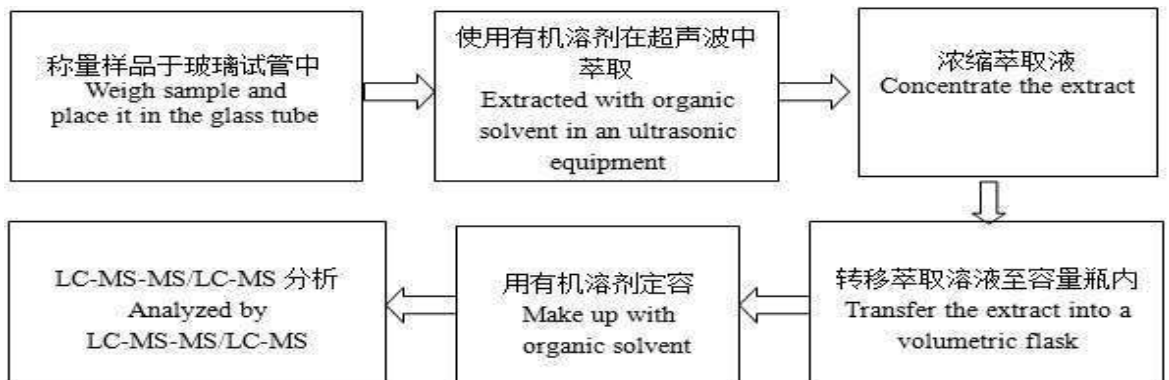 称量样品于玻璃试管中
Weigh sample and
place it in the glass tube
使用有机溶剂在超声波中
萃取
Extracted with organic
solvent in an ultrasonic
equipment
浓缩萃取液
Concentrate the extract
转移萃取溶液至容量瓶内
Transfer the extract into a
volumetric flask
用有机溶剂定容
Make up with
organic solvent
LC-MS-MS/LC-MS 分析
Analyzed by
LC-MS-MS/LC-MS